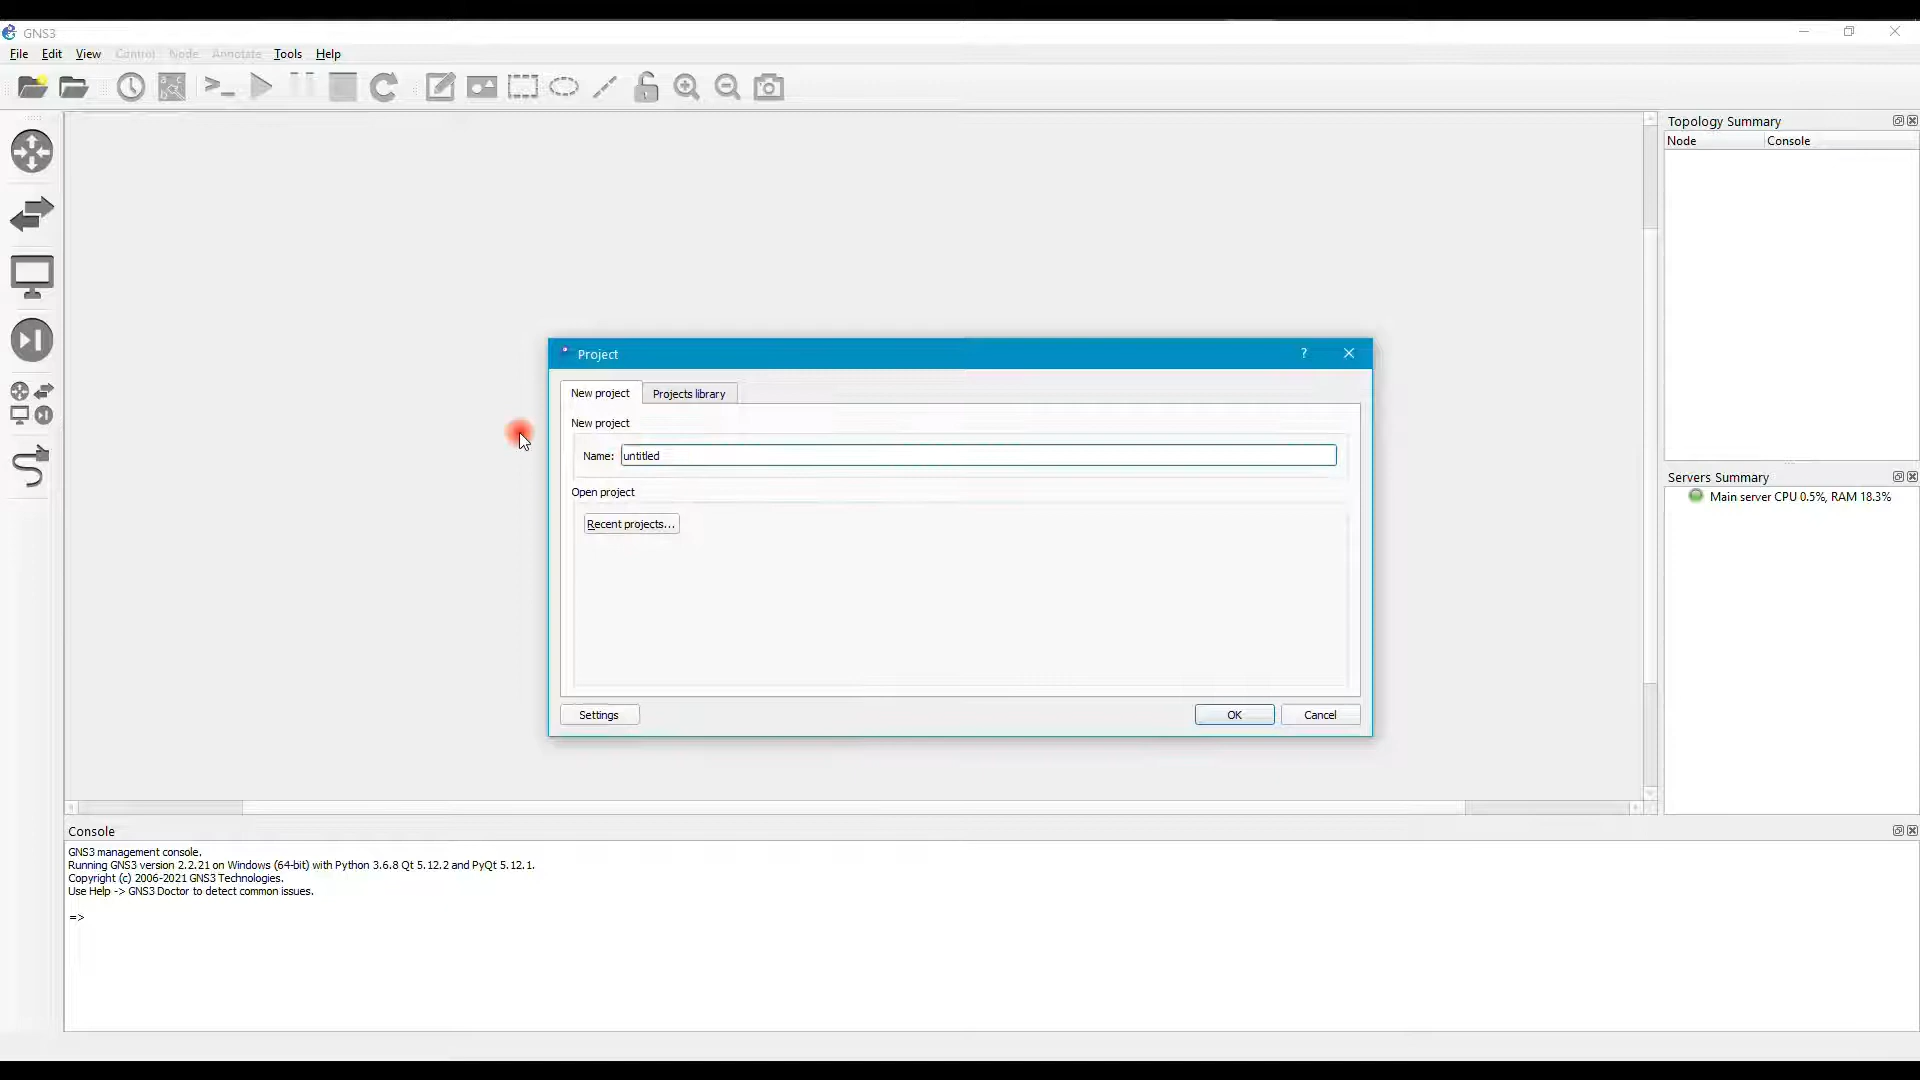 GNS3
File Edit View Control Node Annotate Tools Help
Topology Summary
Node Console
Project ?
New project Projects library
New project
Name: untitled
Open project
Recent projects...
Settings OK Cancel
Servers Summary
Main server CPU 0.5%, RAM 18.3%
Console
GNS3 management console.
Running GNS3 version 2.2.21 on Windows (64-bit) with Python 3.6.8 Qt 5.12.2 and PyQt 5.12.1.
Copyright (c) 2006-2021 GNS3 Technologies.
Use Help -> GNS3 Doctor to detect common issues.
=>